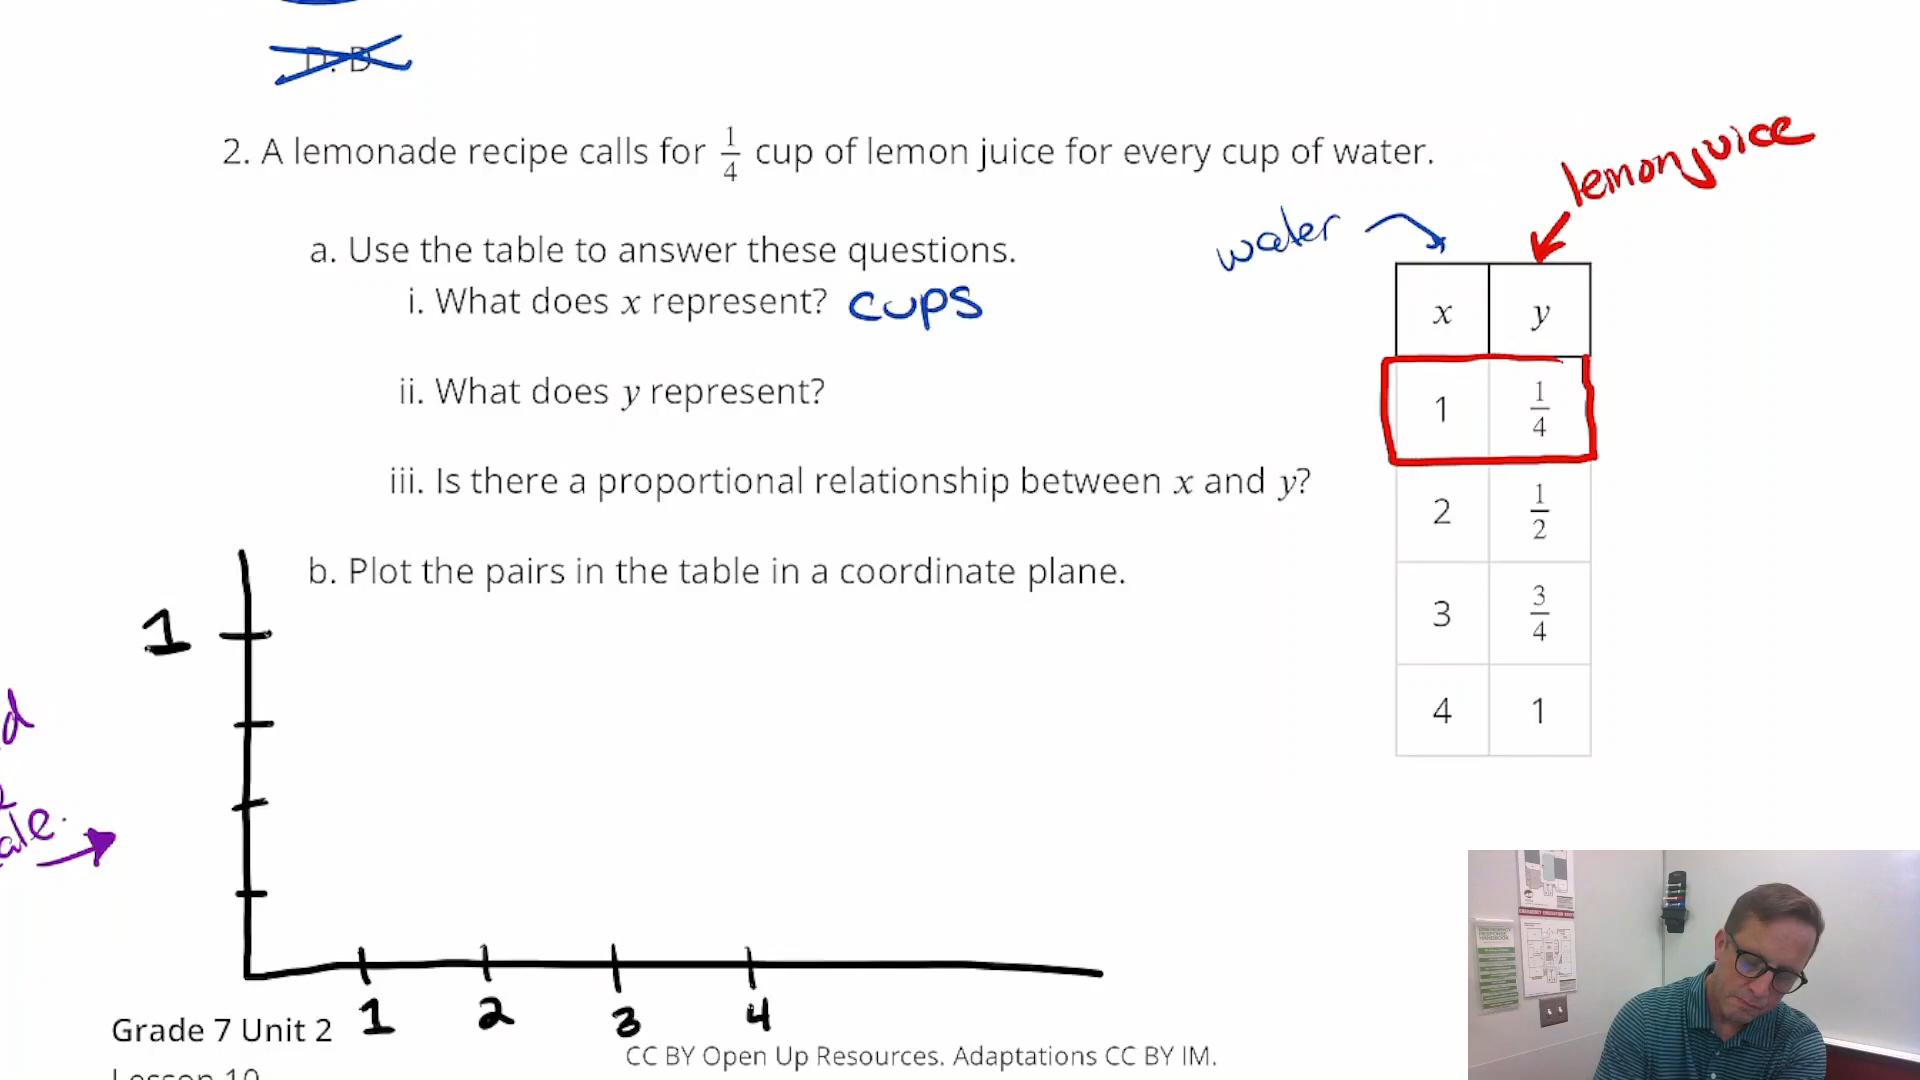 D. D
2. A lemonade recipe calls for 1/4 cup of lemon juice for every cup of water.
lemon juice
water
a. Use the table to answer these questions.
i. What does x represent? cups
x y
ii. What does y represent?
1 1/4
iii. Is there a proportional relationship between x and y?
2 1/2
b. Plot the pairs in the table in a coordinate plane.
3 3/4
1
4 1
1 2 3 4
Grade 7 Unit 2
CC BY Open Up Resources. Adaptations CC BY IM.
Lesson 10